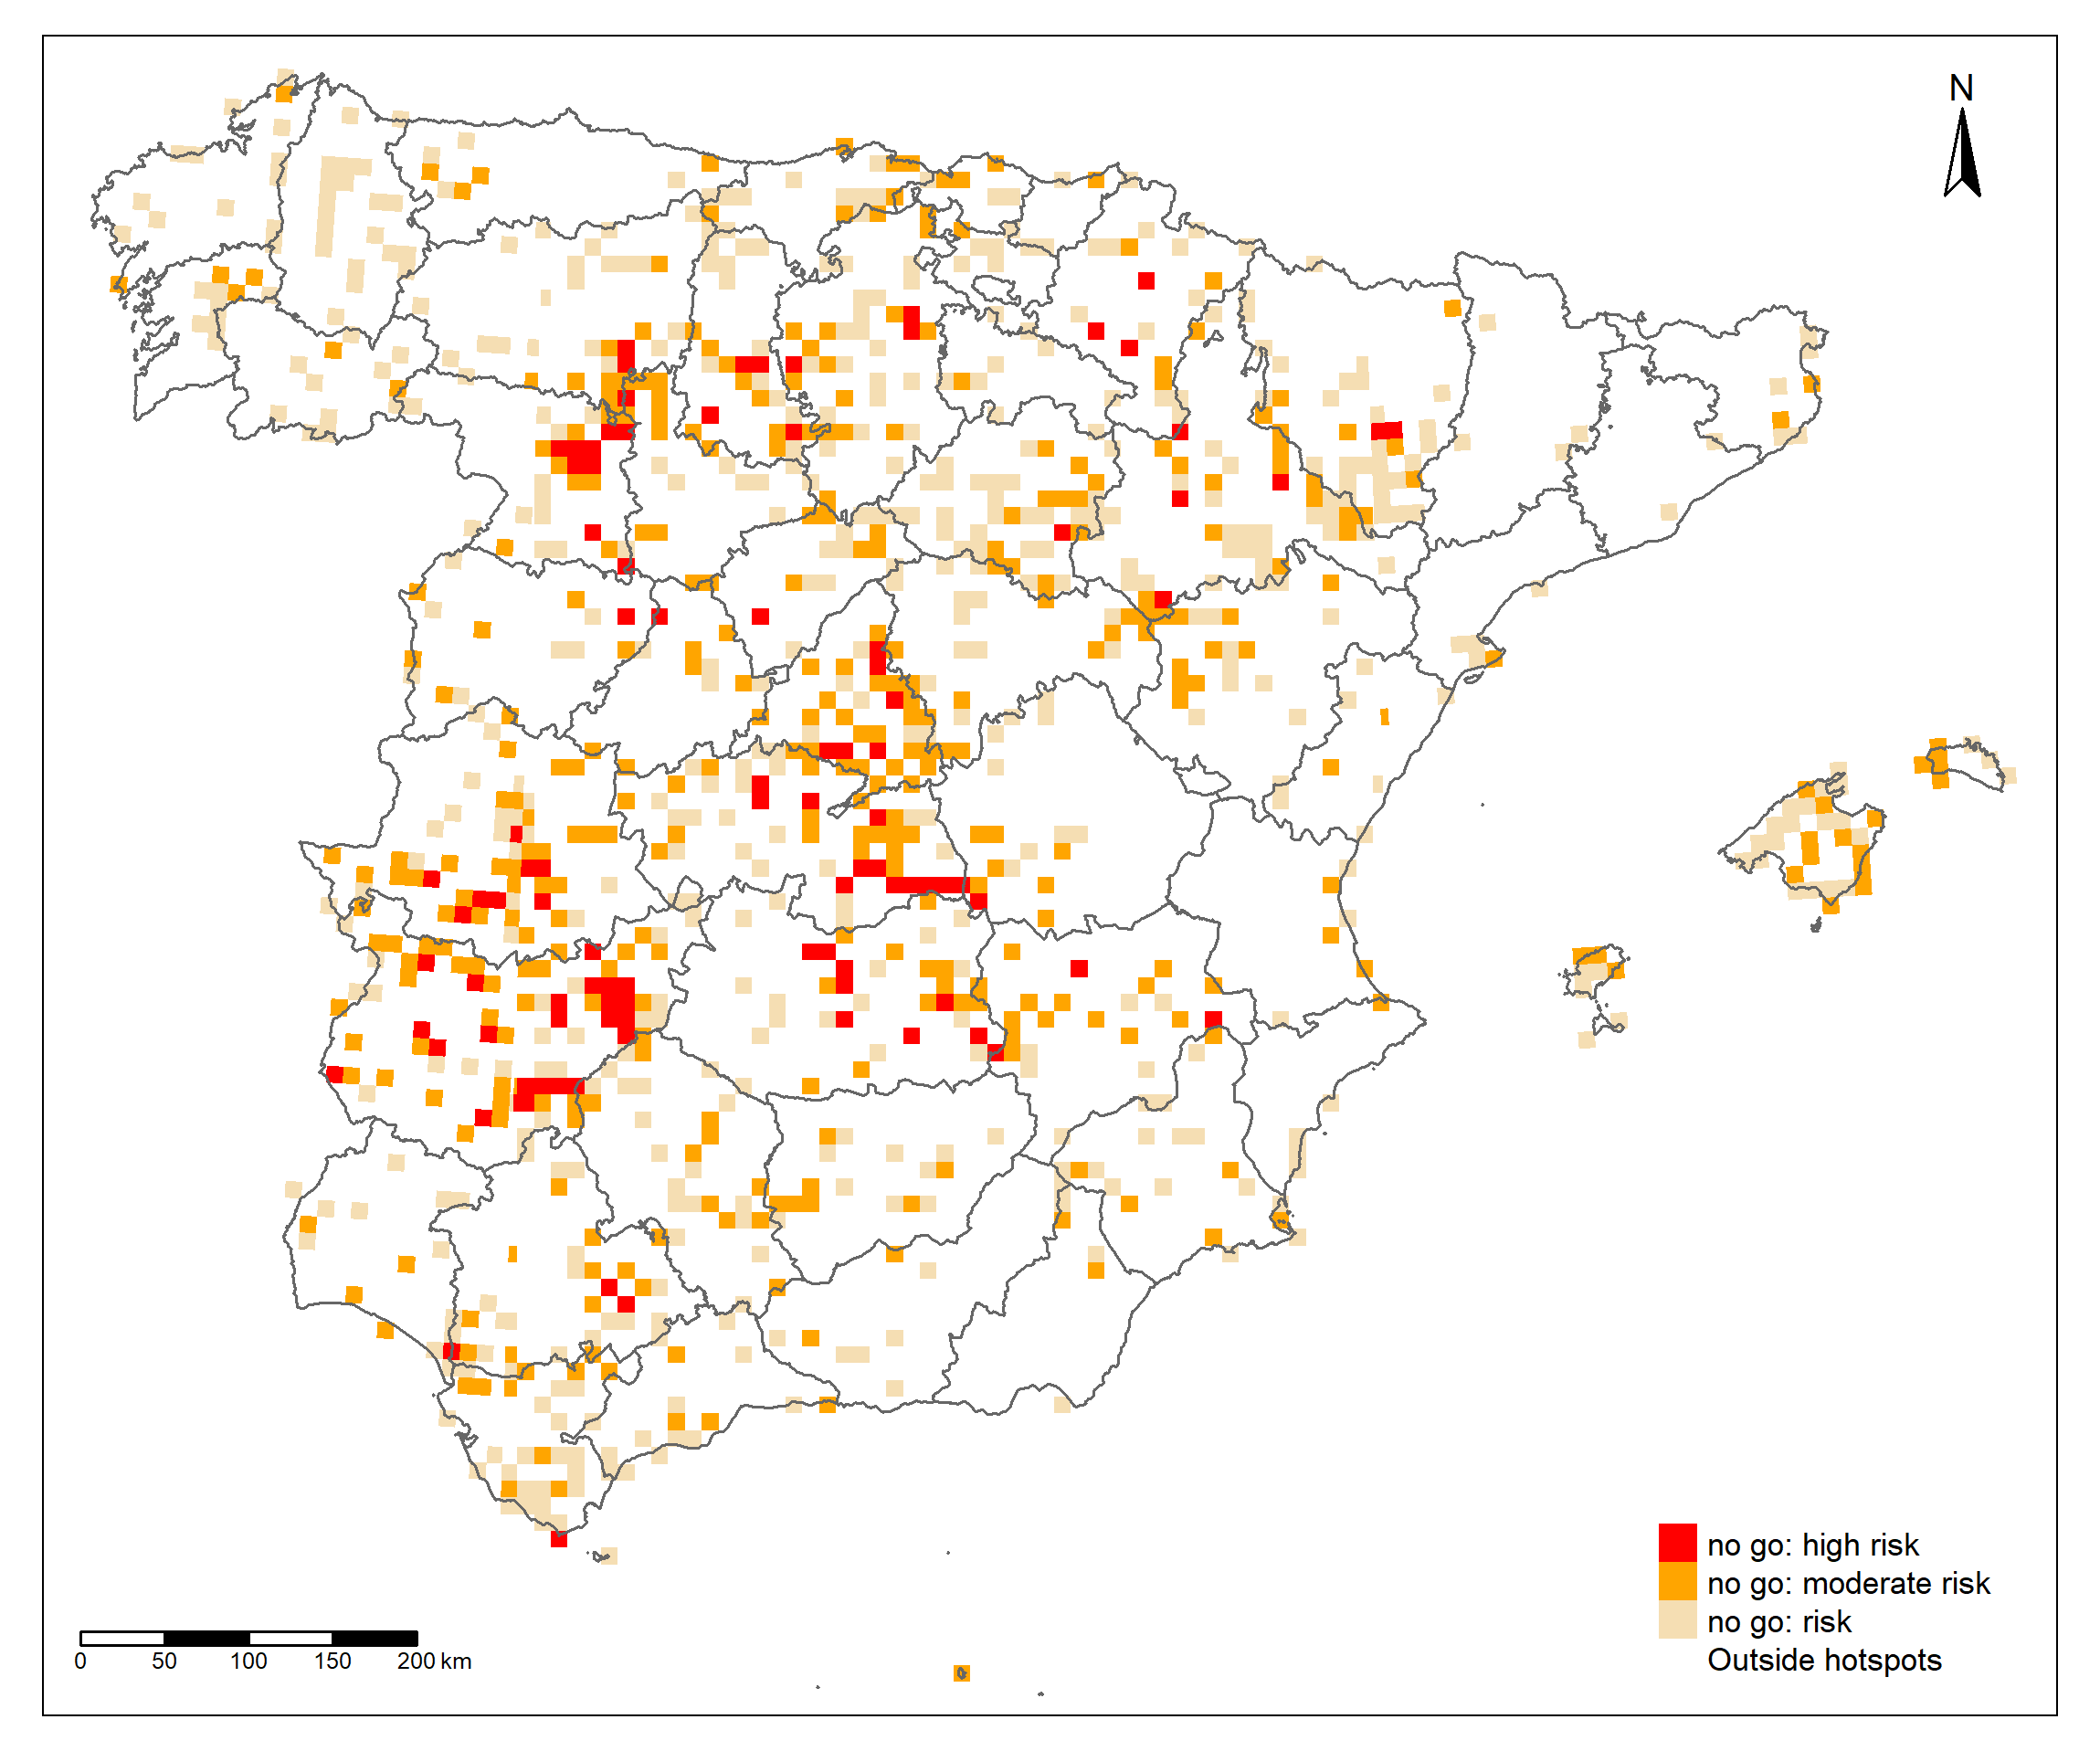 N
no go: high risk
no go: moderate risk
no go: risk
Outside hotspots
0 50 100 150 200 km